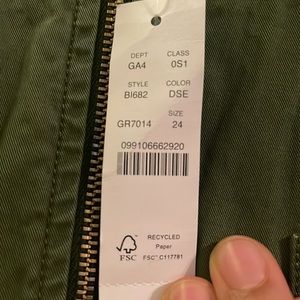 DEPT CLASS
GA4 0S1
STYLE COLOR
BI682 DSE
SIZE
GR7014 24
099106662920
RECYCLED
Paper
FSC FSC® C117781